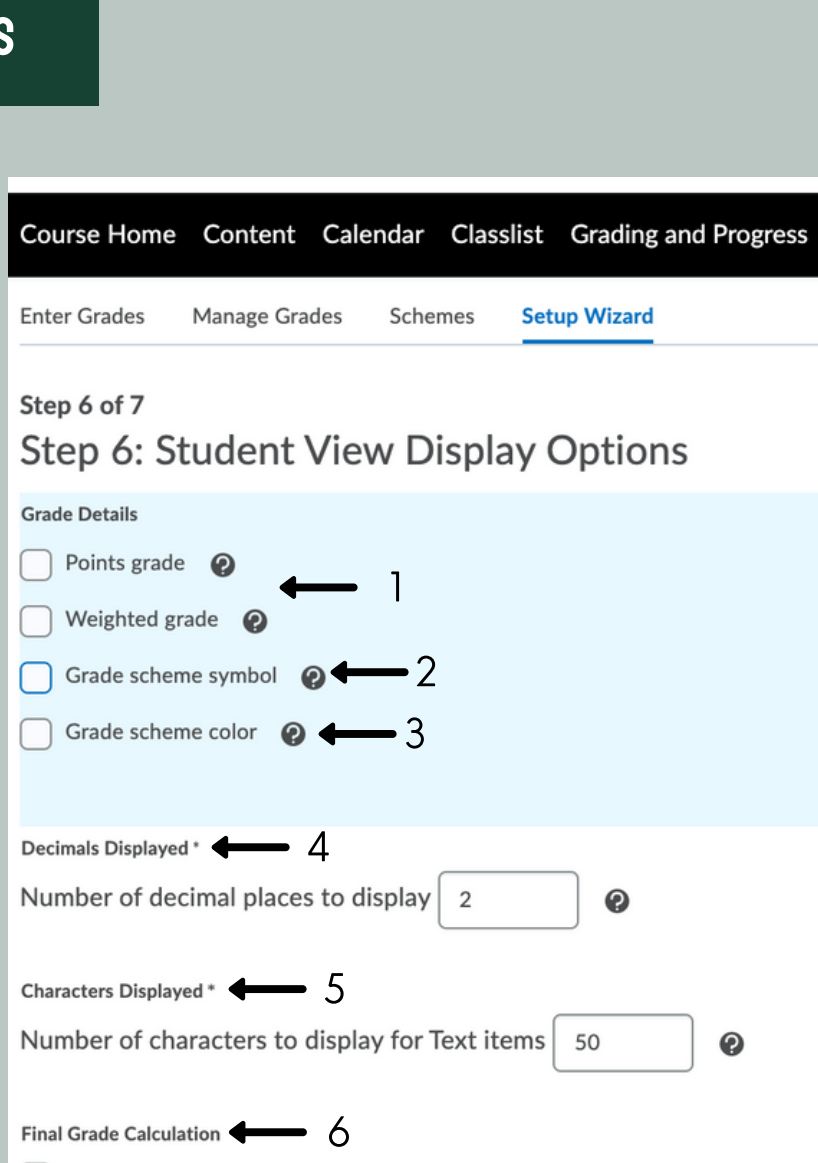 S
Course Home Content Calendar Classlist Grading and Progress
Enter Grades Manage Grades Schemes Setup Wizard
Step 6 of 7
Step 6: Student View Display Options
Grade Details
Points grade ?
1
Weighted grade ?
Grade scheme symbol ? 2
Grade scheme color ? 3
Decimals Displayed * 4
Number of decimal places to display 2 ?
Characters Displayed * 5
Number of characters to display for Text items 50 ?
Final Grade Calculation 6